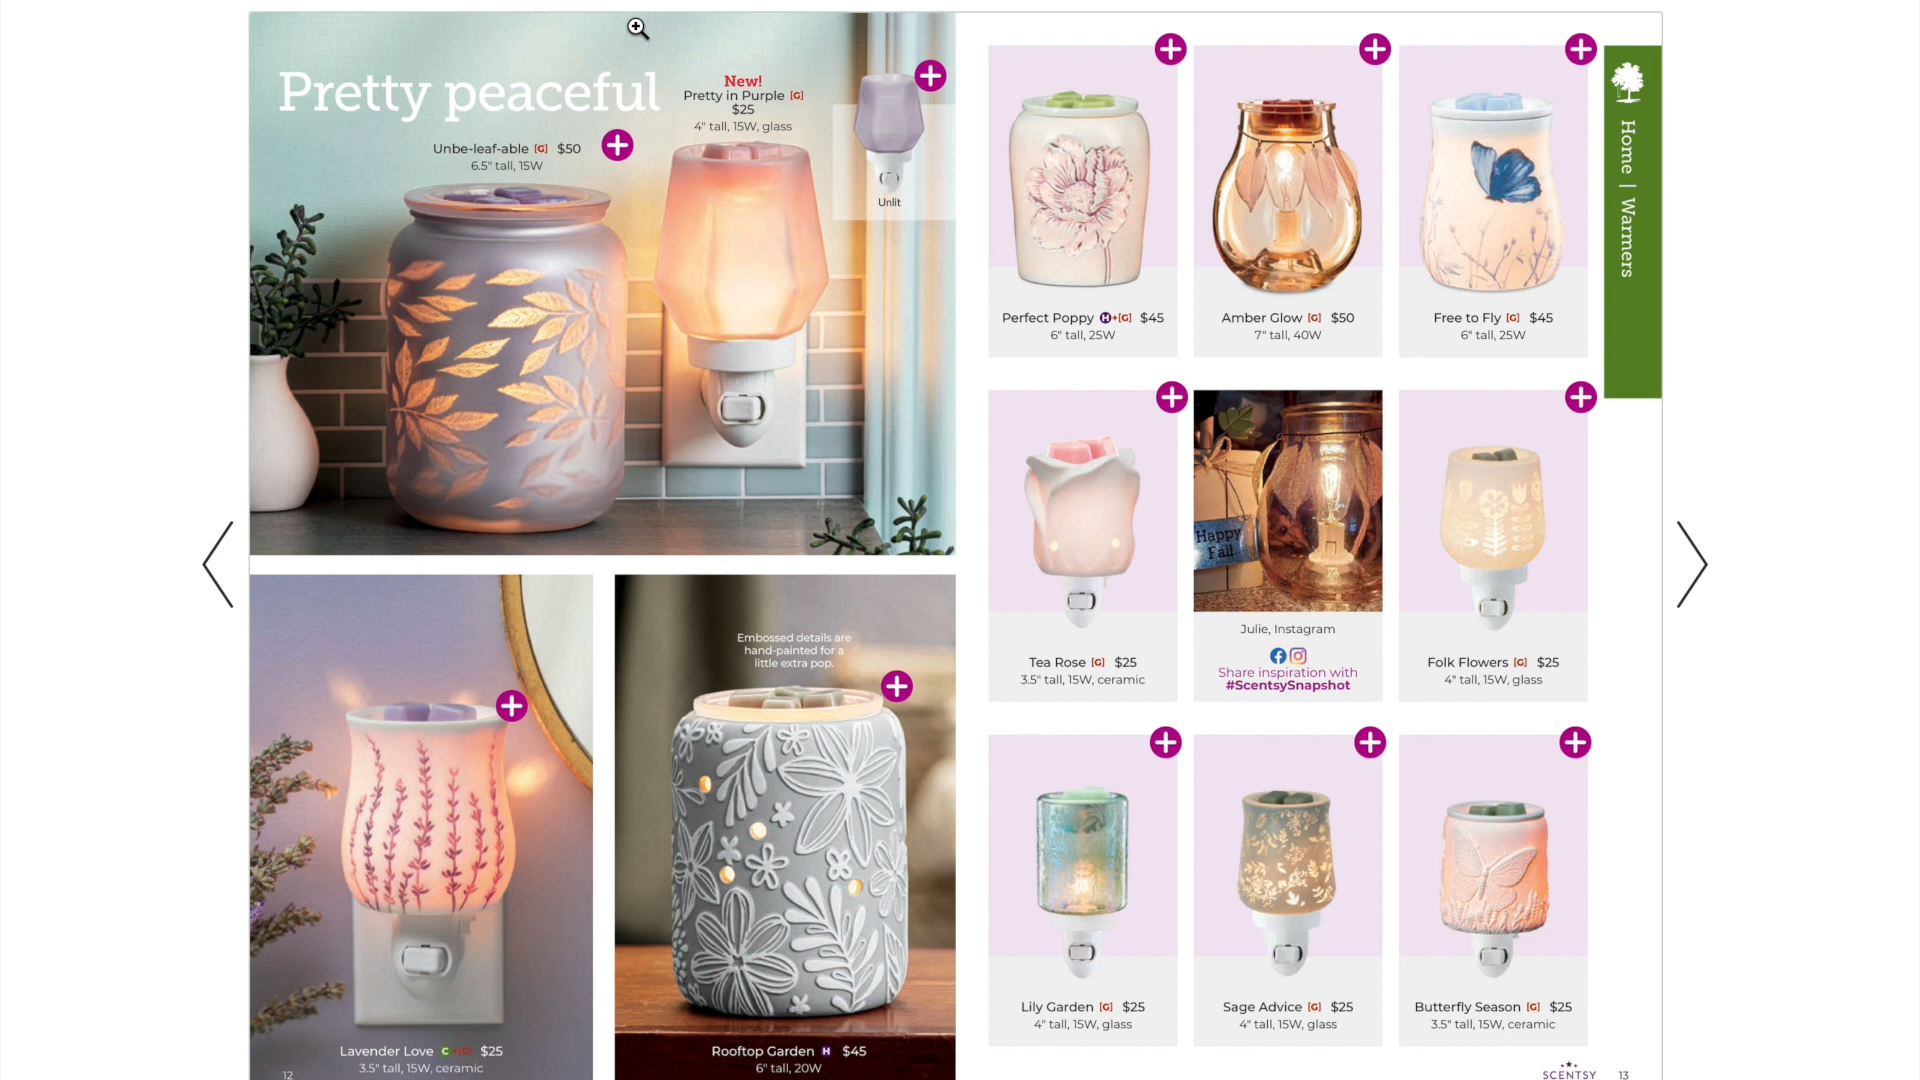 Pretty peaceful
New!
Pretty in Purple [G]
$25
4" tall, 15W, glass
Unbe-leaf-able [G] $50
6.5" tall, 15W
Unlit
Embossed details are
hand-painted for a
little extra pop.
Lavender Love C+[G] $25
3.5" tall, 15W, ceramic
12
Rooftop Garden H $45
6" tall, 20W
Perfect Poppy H+[G] $45
6" tall, 25W
Amber Glow [G] $50
7" tall, 40W
Free to Fly [G] $45
6" tall, 25W
Home | Warmers
Tea Rose [G] $25
3.5" tall, 15W, ceramic
Happy
Fall
Julie, Instagram
Share inspiration with
#ScentsySnapshot
Folk Flowers [G] $25
4" tall, 15W, glass
Lily Garden [G] $25
4" tall, 15W, glass
Sage Advice [G] $25
4" tall, 15W, glass
Butterfly Season [G] $25
3.5" tall, 15W, ceramic
SCENTSY 13